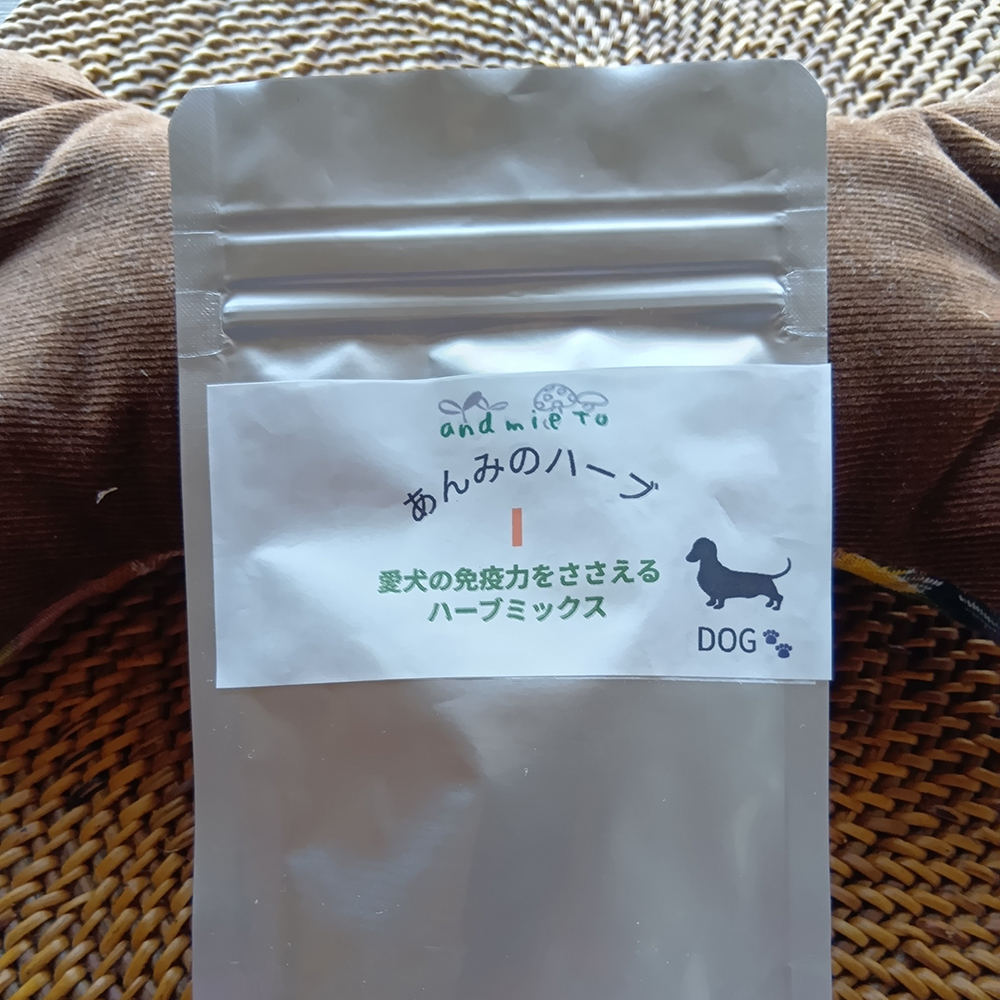 and mie to
あんみのハーブ
愛犬の免疫力をささえる
ハーブミックス
DOG